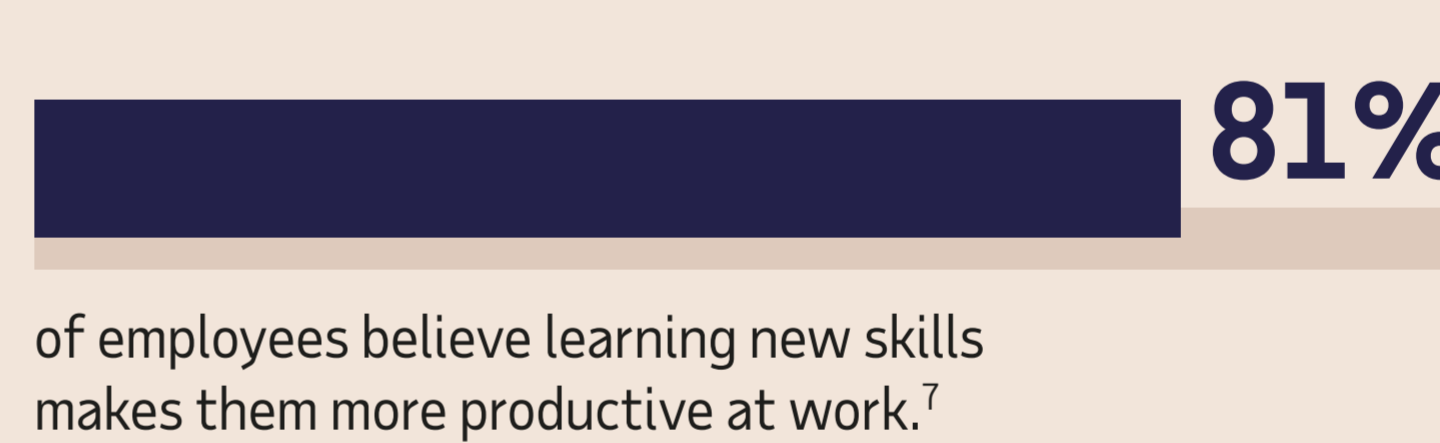 81%
of employees believe learning new skills
makes them more productive at work.⁷